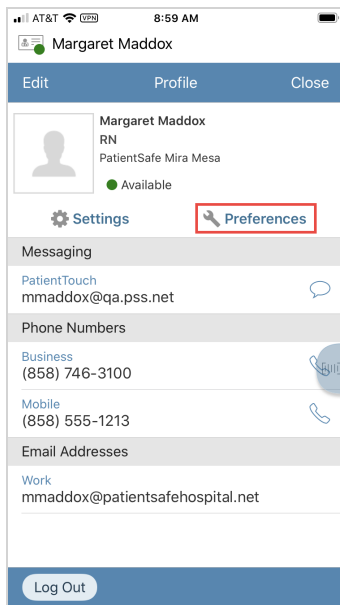 AT&T VPN 8:59 AM
Margaret Maddox
Edit Profile Close
Margaret Maddox
RN
PatientSafe Mira Mesa
Available
Settings Preferences
Messaging
PatientTouch
mmaddox@qa.pss.net
Phone Numbers
Business
(858) 746-3100
Mobile
(858) 555-1213
Email Addresses
Work
mmaddox@patientsafehospital.net
Log Out